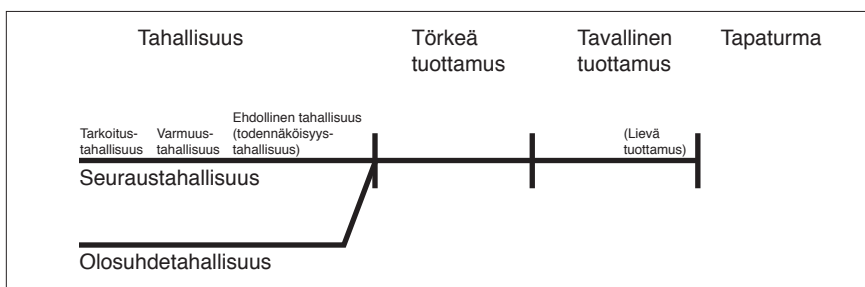 Tahallisuus
Törkeä
tuottamus
Tavallinen
tuottamus
Tapaturma
Tarkoitus-
tahallisuus
Varmuus-
tahallisuus
Ehdollinen tahallisuus
(todennäköisyys-
tahallisuus)
(Lievä
tuottamus)
Seuraustahallisuus
Olosuhdetahallisuus